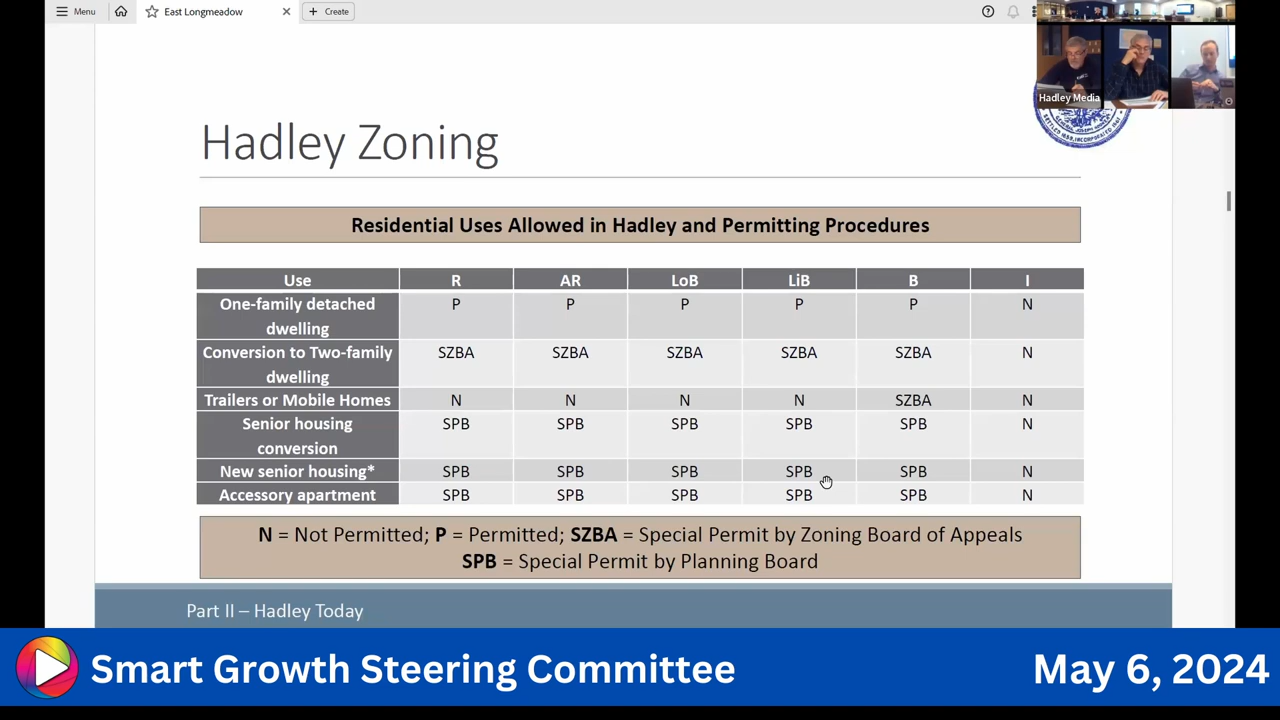 Menu
East Longmeadow
Create
Hadley Media
SETTLED 1659, INCORPORATED 1661
Hadley Zoning
Residential Uses Allowed in Hadley and Permitting Procedures
Use R AR LoB LiB B I
One-family detached dwelling P P P P P N
Conversion to Two-family dwelling SZBA SZBA SZBA SZBA SZBA N
Trailers or Mobile Homes N N N N SZBA N
Senior housing conversion SPB SPB SPB SPB SPB N
New senior housing* SPB SPB SPB SPB SPB N
Accessory apartment SPB SPB SPB SPB SPB N
N = Not Permitted; P = Permitted; SZBA = Special Permit by Zoning Board of Appeals
SPB = Special Permit by Planning Board
Part II – Hadley Today
Smart Growth Steering Committee
May 6, 2024